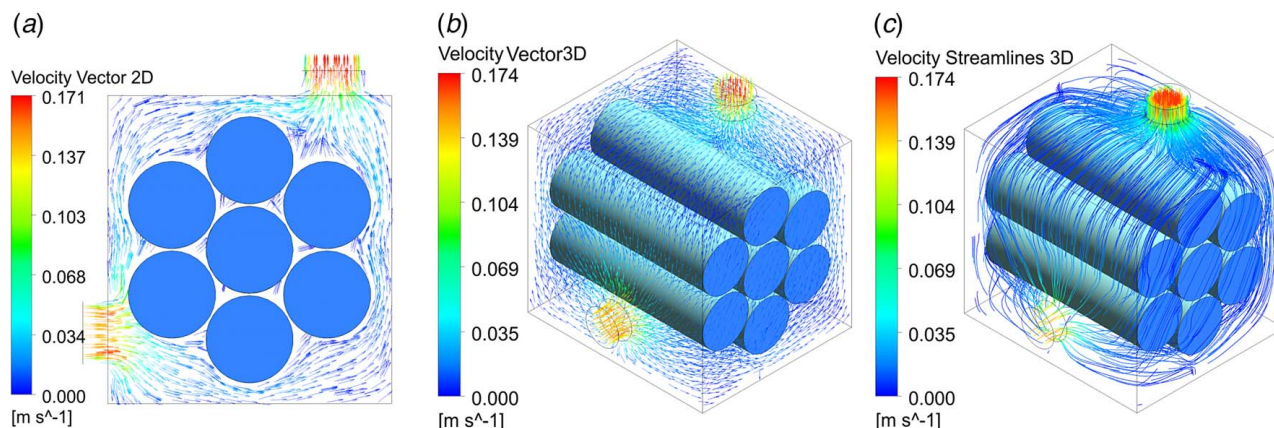 (a)
Velocity Vector 2D
0.171
0.137
0.103
0.068
0.034
0.000
[m s^-1]
(b)
Velocity Vector3D
0.174
0.139
0.104
0.069
0.035
0.000
[m s^-1]
(c)
Velocity Streamlines 3D
0.174
0.139
0.104
0.069
0.035
0.000
[m s^-1]